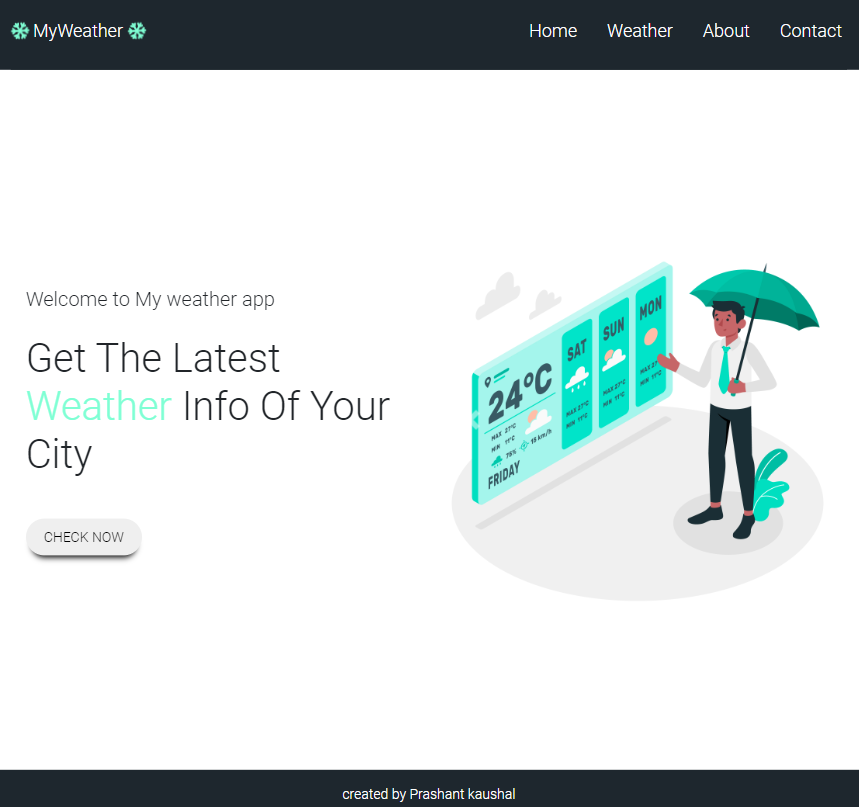 ❇ MyWeather ❇
Home Weather About Contact
Welcome to My weather app
Get The Latest
Weather Info Of Your
City
CHECK NOW
24°C
MAX 27°C
MIN 11°C
75% 15 km/h
FRIDAY
SAT
MAX 27°C
MIN 11°C
SUN
MAX 27°C
MIN 11°C
MON
MAX 27
MIN 11°C
created by Prashant kaushal